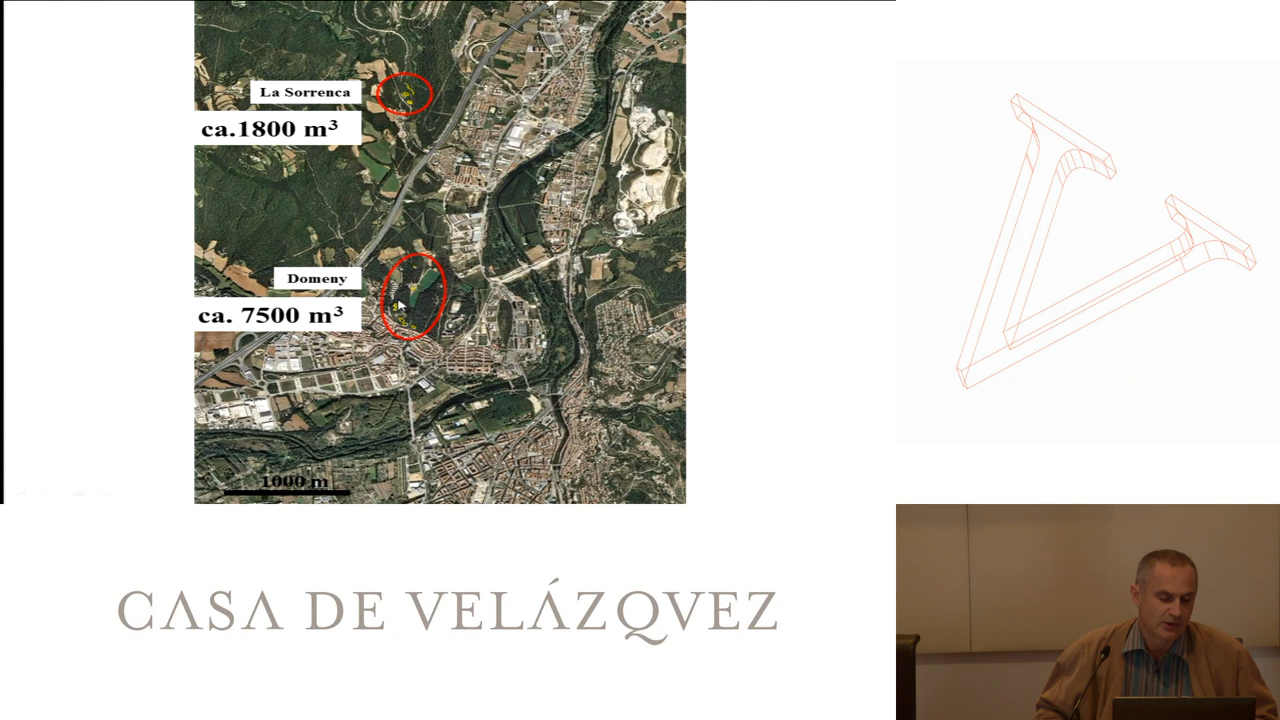 La Sorrenca
ca.1800 m³
Domeny
ca. 7500 m³
1000 m
CASA DE VELÁZQVEZ